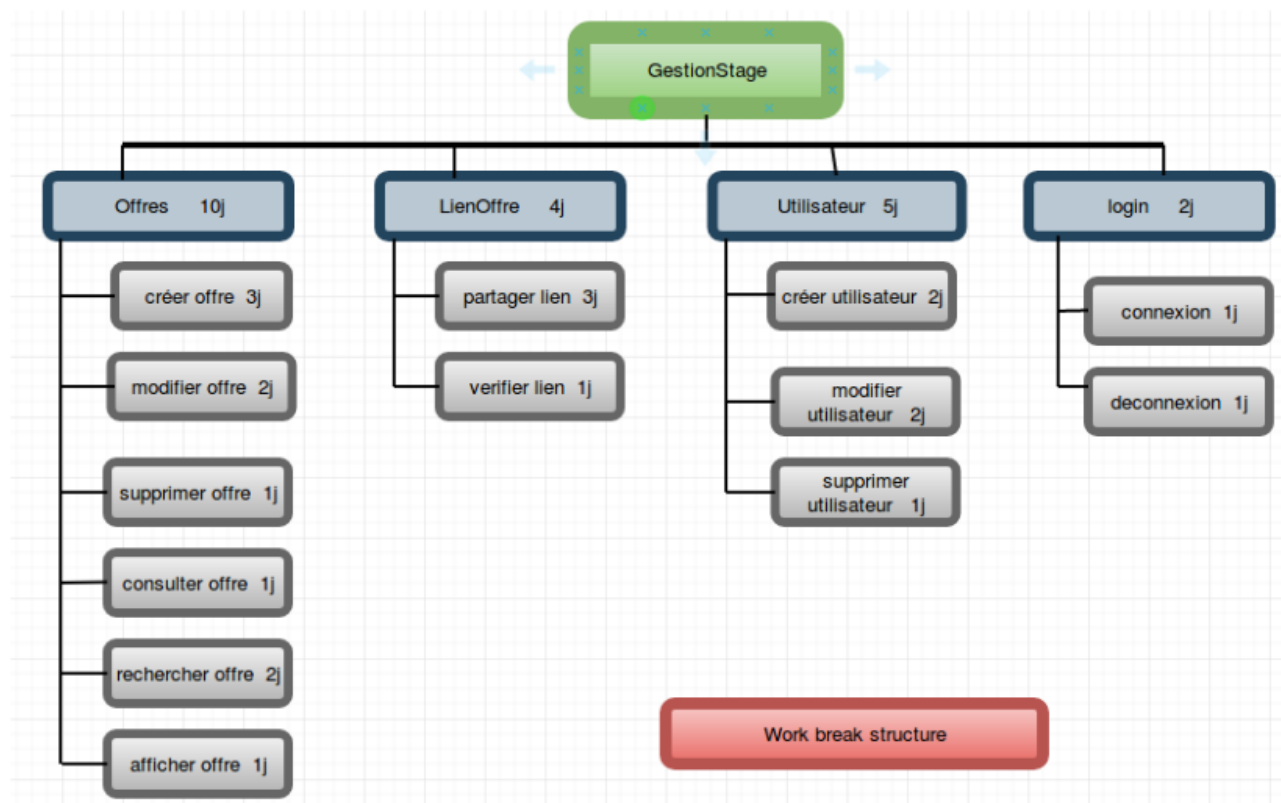 GestionStage
Offres 10j
LienOffre 4j
Utilisateur 5j
login 2j
créer offre 3j
modifier offre 2j
supprimer offre 1j
consulter offre 1j
rechercher offre 2j
afficher offre 1j
partager lien 3j
verifier lien 1j
créer utilisateur 2j
modifier
utilisateur 2j
supprimer
utilisateur 1j
connexion 1j
deconnexion 1j
Work break structure